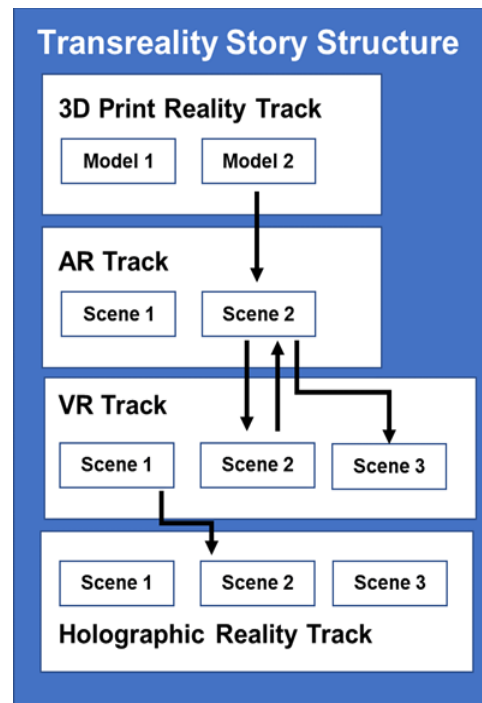 Transreality Story Structure
3D Print Reality Track
Model 1
Model 2
AR Track
Scene 1
Scene 2
VR Track
Scene 1
Scene 2
Scene 3
Scene 1
Scene 2
Scene 3
Holographic Reality Track